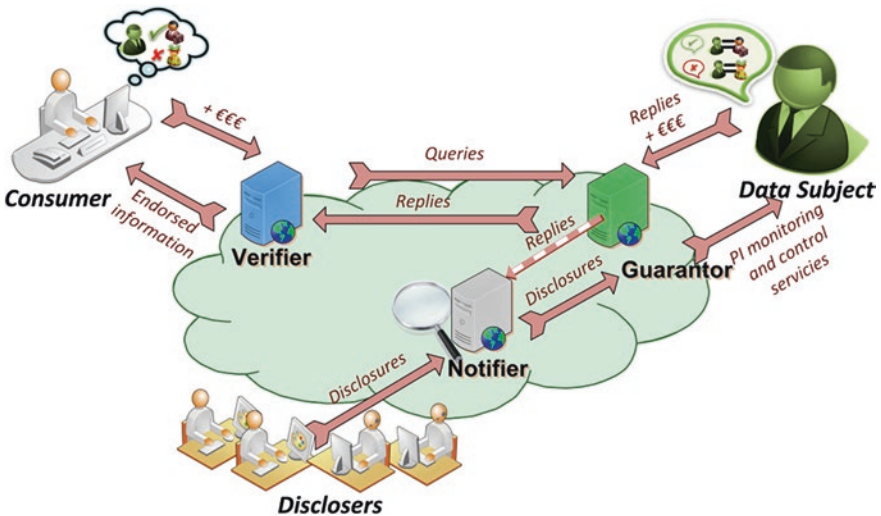 + €€€
Replies
+ €€€
Queries
Consumer
Data Subject
Endorsed
information
Replies
Verifier
Replies
Guarantor
PI monitoring
and control
servicies
Disclosures
Notifier
Disclosures
Disclosers